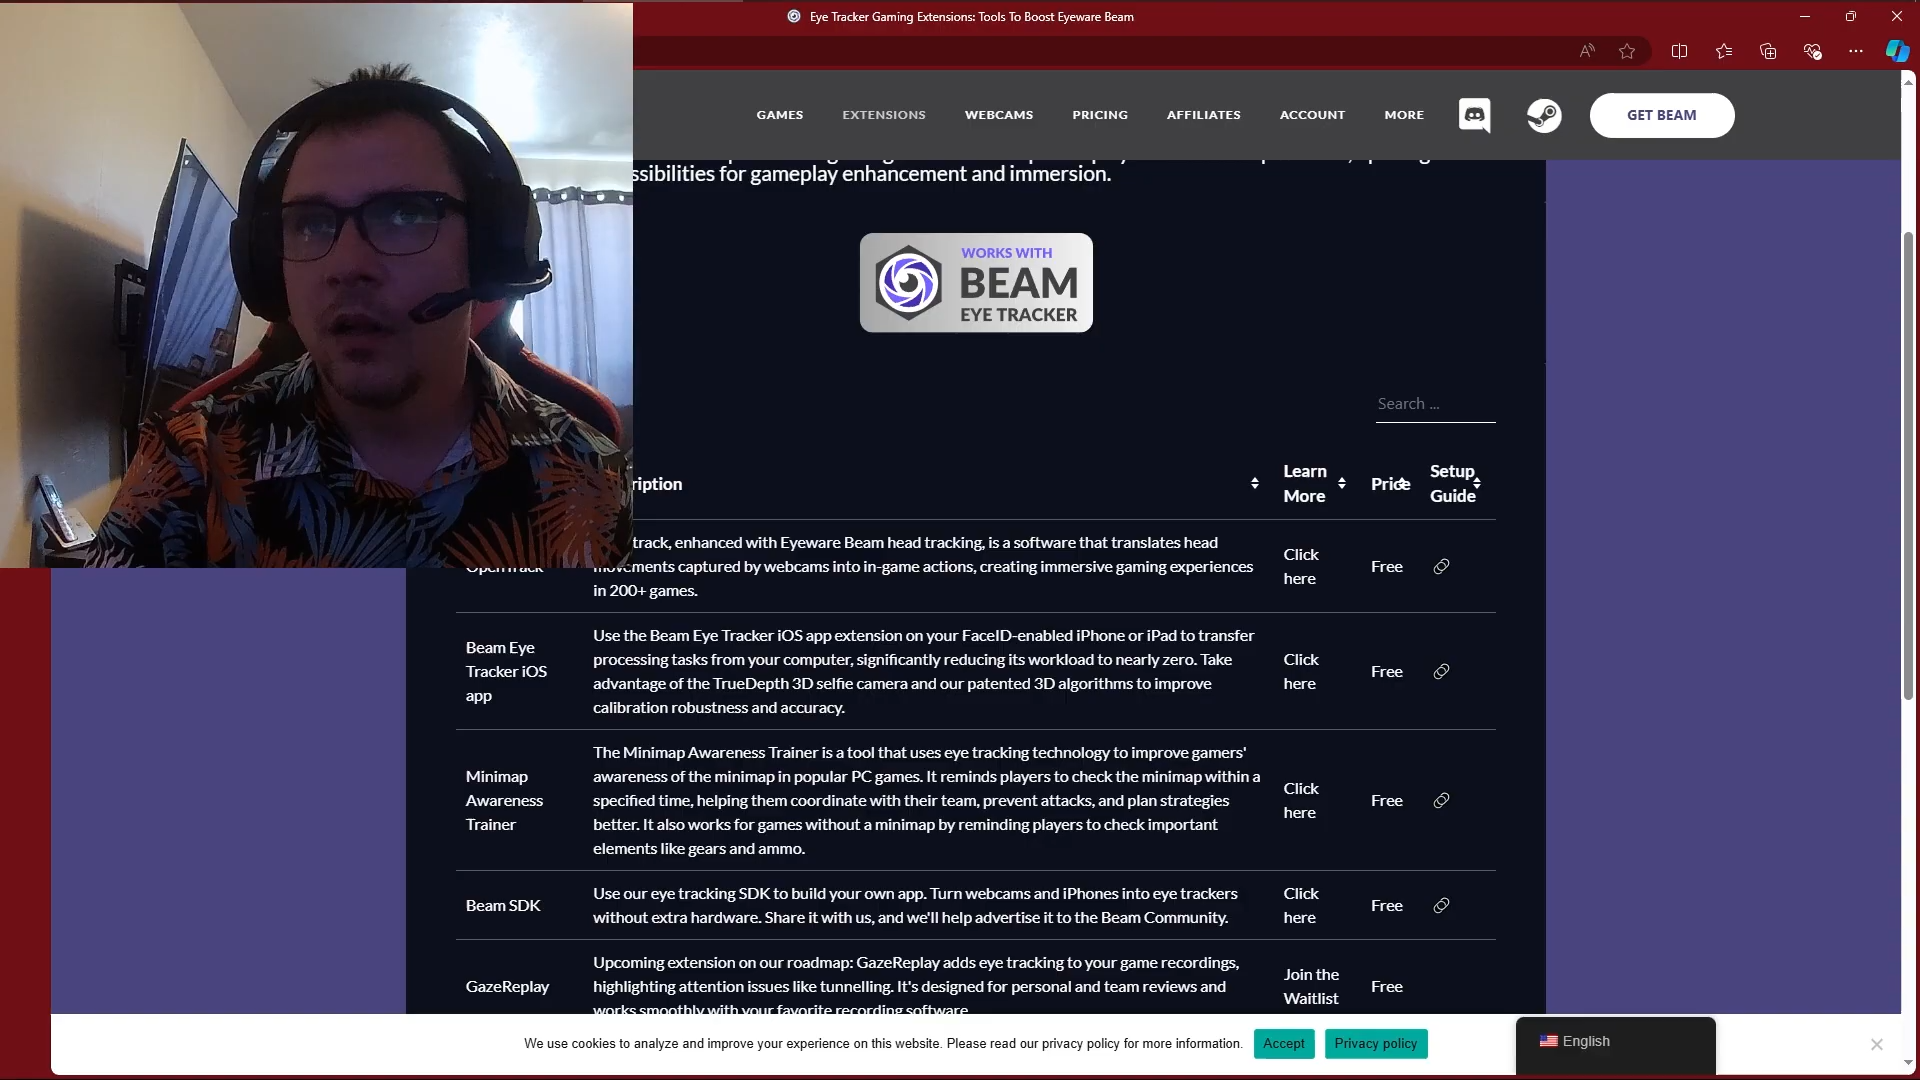 Eye Tracker Gaming Extensions: Tools To Boost Eyeware Beam
GAMES EXTENSIONS WEBCAMS PRICING AFFILIATES ACCOUNT MORE GET BEAM
ssibilities for gameplay enhancement and immersion.
WORKS WITH
BEAM
EYE TRACKER
Search ...
ription
Learn More
Price
Setup Guide
track, enhanced with Eyeware Beam head tracking, is a software that translates head
movements captured by webcams into in-game actions, creating immersive gaming experiences
in 200+ games.
Click here
Free
Beam Eye
Tracker iOS
app
Use the Beam Eye Tracker iOS app extension on your FaceID-enabled iPhone or iPad to transfer
processing tasks from your computer, significantly reducing its workload to nearly zero. Take
advantage of the TrueDepth 3D selfie camera and our patented 3D algorithms to improve
calibration robustness and accuracy.
Click here
Free
Minimap
Awareness
Trainer
The Minimap Awareness Trainer is a tool that uses eye tracking technology to improve gamers'
awareness of the minimap in popular PC games. It reminds players to check the minimap within a
specified time, helping them coordinate with their team, prevent attacks, and plan strategies
better. It also works for games without a minimap by reminding players to check important
elements like gears and ammo.
Click here
Free
Beam SDK
Use our eye tracking SDK to build your own app. Turn webcams and iPhones into eye trackers
without extra hardware. Share it with us, and we'll help advertise it to the Beam Community.
Click here
Free
GazeReplay
Upcoming extension on our roadmap: GazeReplay adds eye tracking to your game recordings,
highlighting attention issues like tunnelling. It's designed for personal and team reviews and
works smoothly with your favorite recording software
Join the Waitlist
Free
We use cookies to analyze and improve your experience on this website. Please read our privacy policy for more information. Accept Privacy policy
English